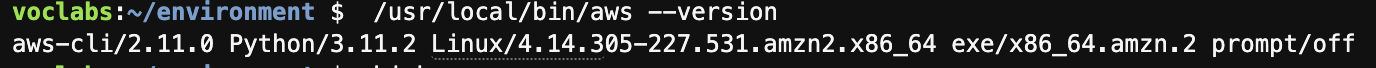 voclabs:~/environment $  /usr/local/bin/aws --version
aws-cli/2.11.0 Python/3.11.2 Linux/4.14.305-227.531.amzn2.x86_64 exe/x86_64.amzn.2 prompt/off